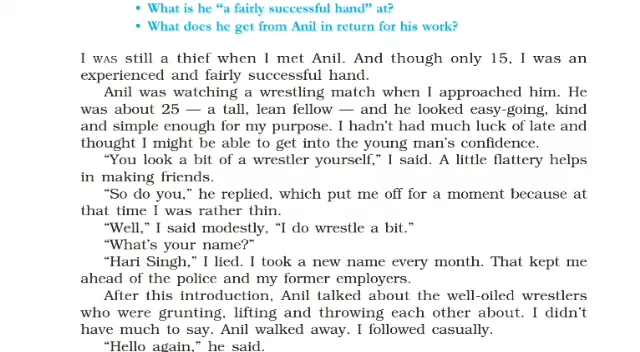 • What is he “a fairly successful hand” at?
• What does he get from Anil in return for his work?
I WAS still a thief when I met Anil. And though only 15, I was an
experienced and fairly successful hand.
Anil was watching a wrestling match when I approached him. He
was about 25 — a tall, lean fellow — and he looked easy-going, kind
and simple enough for my purpose. I hadn’t had much luck of late and
thought I might be able to get into the young man’s confidence.
“You look a bit of a wrestler yourself,” I said. A little flattery helps
in making friends.
“So do you,” he replied, which put me off for a moment because at
that time I was rather thin.
“Well,” I said modestly, “I do wrestle a bit.”
“What’s your name?”
“Hari Singh,” I lied. I took a new name every month. That kept me
ahead of the police and my former employers.
After this introduction, Anil talked about the well-oiled wrestlers
who were grunting, lifting and throwing each other about. I didn’t
have much to say. Anil walked away. I followed casually.
“Hello again,” he said.